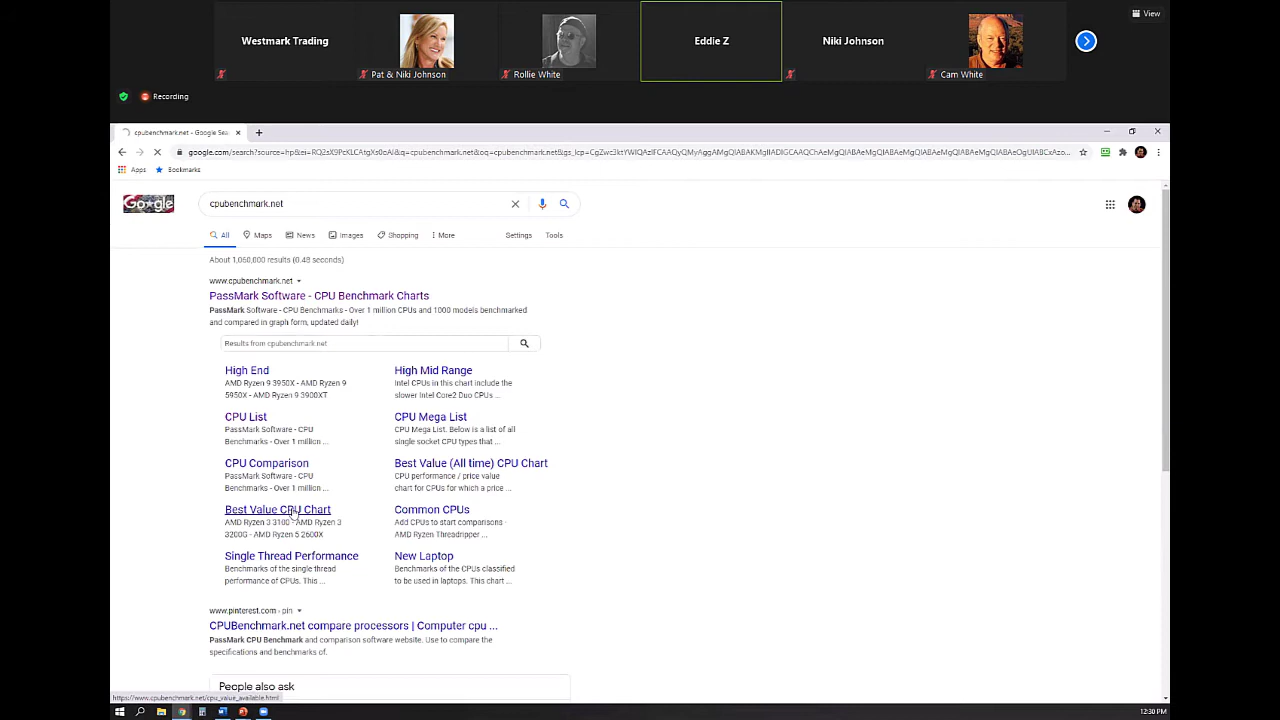 View
Westmark Trading
Pat & Niki Johnson
Rollie White
Eddie Z
Niki Johnson
Cam White
Recording
cpubenchmark.net - Google Sea
Apps
Bookmarks
Google
cpubenchmark.net
All
Maps
News
Images
Shopping
More
Settings
Tools
About 1,060,000 results (0.48 seconds)
www.cpubenchmark.net
PassMark Software - CPU Benchmark Charts
PassMark Software - CPU Benchmarks - Over 1 million CPUs and 1000 models benchmarked
and compared in graph form, updated daily!
Results from cpubenchmark.net
High End
AMD Ryzen 9 3950X - AMD Ryzen 9
5950X - AMD Ryzen 9 3900XT
High Mid Range
Intel CPUs in this chart include the
slower Intel Core2 Duo CPUs ...
CPU List
PassMark Software - CPU
Benchmarks - Over 1 million ...
CPU Mega List
CPU Mega List. Below is a list of all
single socket CPU types that ...
CPU Comparison
PassMark Software - CPU
Benchmarks - Over 1 million ...
Best Value (All time) CPU Chart
CPU performance / price value
chart for CPUs for which a price ...
Best Value CPU Chart
AMD Ryzen 3 3100 - AMD Ryzen 3
3200G - AMD Ryzen 5 2600X
Common CPUs
Add CPUs to start comparisons ·
AMD Ryzen Threadripper ...
Single Thread Performance
Benchmarks of the single thread
performance of CPUs. This ...
New Laptop
Benchmarks of the CPUs classified
to be used in laptops. This chart ...
www.pinterest.com › pin
CPUBenchmark.net compare processors | Computer cpu ...
PassMark CPU Benchmark and comparison software website. Use to compare the
specifications and benchmarks of.
People also ask
https://www.cpubenchmark.net/cpu_value_available.html
12:30 PM